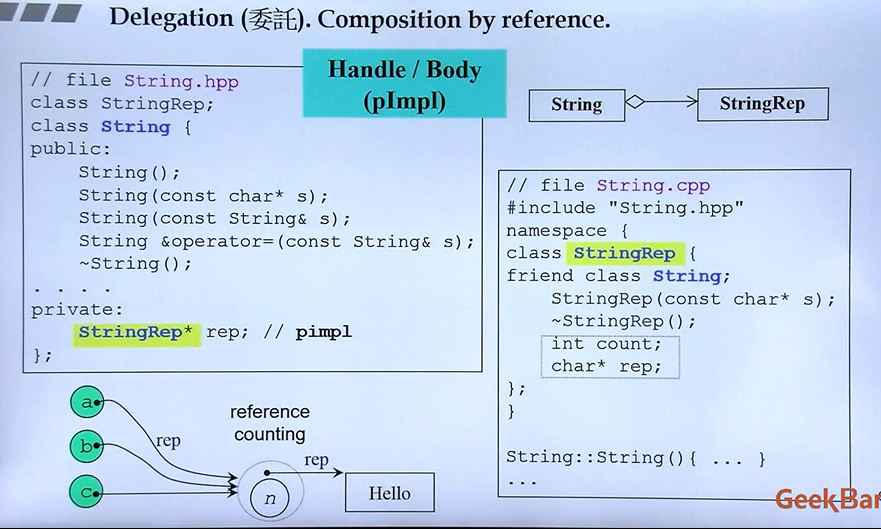 Delegation (委託). Composition by reference.
Handle / Body
(pImpl)
// file String.hpp
class StringRep;
class String {
public:
String();
String(const char* s);
String(const String& s);
String &operator=(const String& s);
~String();
. . . .
private:
StringRep* rep; // pimpl
};
String
StringRep
// file String.cpp
#include "String.hpp"
namespace {
class StringRep {
friend class String;
StringRep(const char* s);
~StringRep();
int count;
char* rep;
};
}
String::String(){ ... }
...
a
b
c
rep
reference
counting
n
rep
Hello